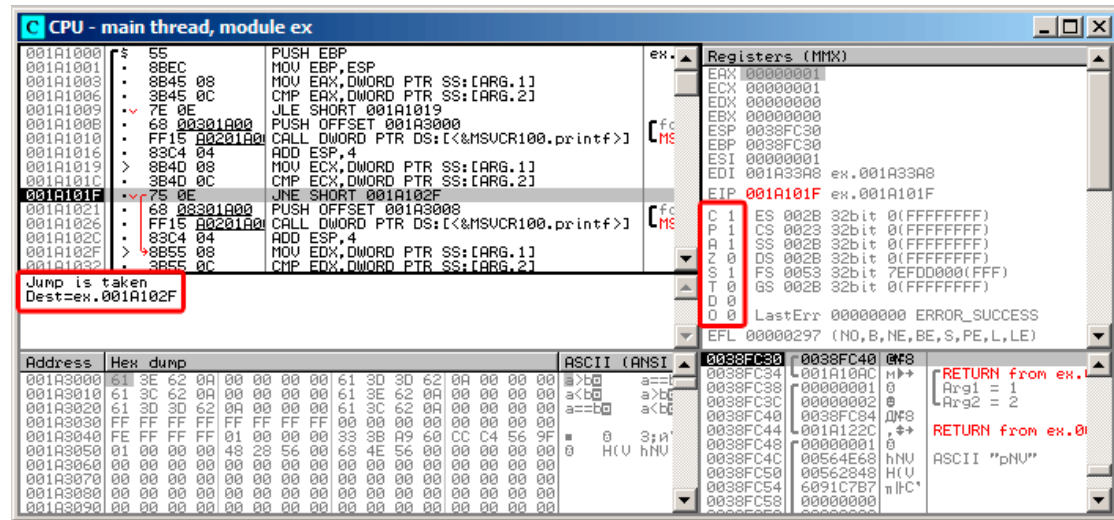 CPU - main thread, module ex
001A1000 $ 55 PUSH EBP ex.
001A1001 . 8BEC MOV EBP,ESP
001A1003 . 8B45 08 MOV EAX,DWORD PTR SS:[ARG.1]
001A1006 . 3B45 0C CMP EAX,DWORD PTR SS:[ARG.2]
001A1009 . 7E 0E JLE SHORT 001A1019
001A100B . 68 00301A00 PUSH OFFSET 001A3000
001A1010 . FF15 A0201A0 CALL DWORD PTR DS:[<&MSVCR100.printf>] MS
001A1016 . 83C4 04 ADD ESP,4
001A1019 > 8B4D 08 MOV ECX,DWORD PTR SS:[ARG.1]
001A101C . 3B4D 0C CMP ECX,DWORD PTR SS:[ARG.2]
001A101F . 75 0E JNE SHORT 001A102F
001A1021 . 68 08301A00 PUSH OFFSET 001A3008
001A1026 . FF15 A0201A0 CALL DWORD PTR DS:[<&MSVCR100.printf>] MS
001A102C . 83C4 04 ADD ESP,4
001A102F > 8B55 08 MOV EDX,DWORD PTR SS:[ARG.1]
001A1032 . 3B55 0C CMP EDX,DWORD PTR SS:[ARG.2]
Jump is taken
Dest=ex.001A102F
Registers (MMX)
EAX 00000001
ECX 00000001
EDX 00000000
EBX 00000000
ESP 0038FC30
EBP 0038FC30
ESI 00000001
EDI 001A33A8 ex.001A33A8
EIP 001A101F ex.001A101F
C 1 ES 002B 32bit 0(FFFFFFFF)
P 1 CS 0023 32bit 0(FFFFFFFF)
A 1 SS 002B 32bit 0(FFFFFFFF)
Z 0 DS 002B 32bit 0(FFFFFFFF)
S 1 FS 0053 32bit 7EFDD000(FFF)
T 0 GS 002B 32bit 0(FFFFFFFF)
D 0
O 0 LastErr 00000000 ERROR_SUCCESS
EFL 00000297 (NO,B,NE,BE,S,PE,L,LE)
Address Hex dump ASCII (ANSI
001A3000 61 3E 62 0A 00 00 00 00 61 3D 3D 62 0A 00 00 00 a>b a==b
001A3010 61 3C 62 0A 00 00 00 00 61 3E 62 0A 00 00 00 00 a<b a>b
001A3020 61 3D 3D 62 0A 00 00 00 61 3C 62 0A 00 00 00 00 a==b a<b
001A3030 FF FF FF FF FF FF FF FF 00 00 00 00 00 00 00 00
001A3040 FE FF FF FF 01 00 00 00 33 3B A9 60 CC C4 56 9F
001A3050 01 00 00 00 48 28 56 00 68 4E 56 00 00 00 00 00 H(V hNV
001A3060 00 00 00 00 00 00 00 00 00 00 00 00 00 00 00 00
001A3070 00 00 00 00 00 00 00 00 00 00 00 00 00 00 00 00
001A3080 00 00 00 00 00 00 00 00 00 00 00 00 00 00 00 00
001A3090 00 00 00 00 00 00 00 00 00 00 00 00 00 00 00 00
0038FC30 0038FC40
0038FC34 001A10AC RETURN from ex.
0038FC38 00000001 Arg1 = 1
0038FC3C 00000002 Arg2 = 2
0038FC40 0038FC84
0038FC44 001A122C RETURN from ex.0
0038FC48 00000001
0038FC4C 00564E68 hNV ASCII "pNV"
0038FC50 00562848 H(V
0038FC54 6091C7B7
0038FC58 00000000